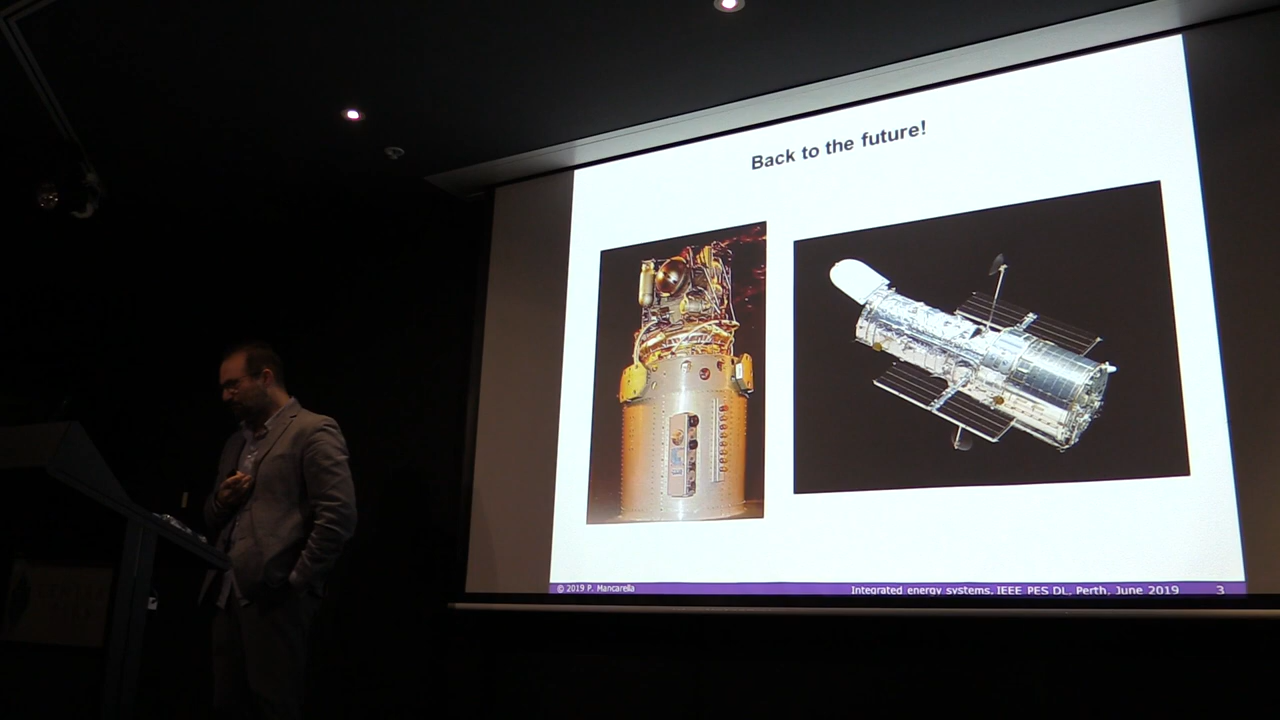 Back to the future!
© 2019 P. Mancarella
Integrated energy systems, IEEE PES DL, Perth, June 2019
3